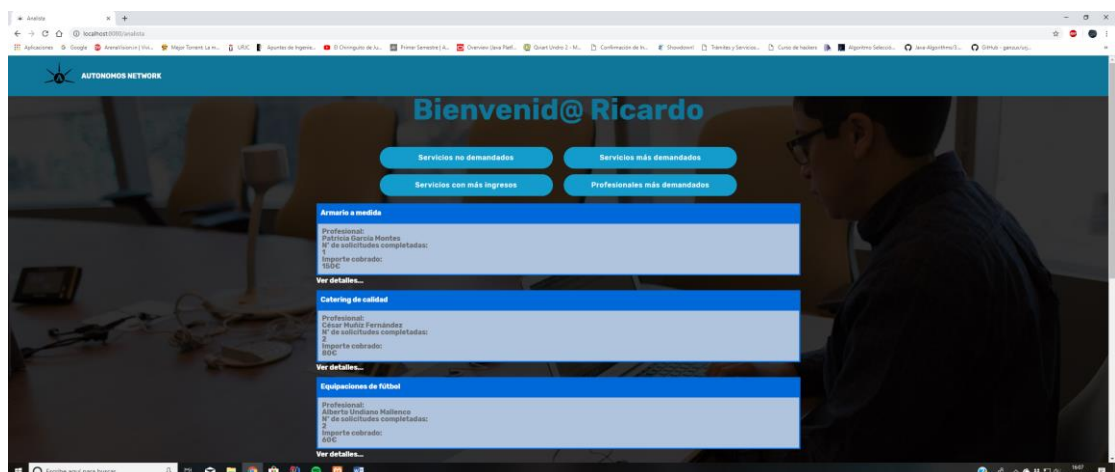 Analista
localhost:8080/analista
Aplicaciones
Google
URJC
AUTONOMOS NETWORK
Bienvenid@ Ricardo
Servicios no demandados
Servicios más demandados
Servicios con más ingresos
Profesionales más demandados
Armario a medida
Profesional:
Patricia García Montes
Nº de solicitudes completadas:
1
Importe cobrado:
150€
Ver detalles...
Catering de calidad
Profesional:
César Muñiz Fernández
Nº de solicitudes completadas:
2
Importe cobrado:
80€
Ver detalles...
Equipaciones de fútbol
Profesional:
Alberto Undiano Mallenco
Nº de solicitudes completadas:
2
Importe cobrado:
60€
Ver detalles...
Escribe aquí para buscar
16:07